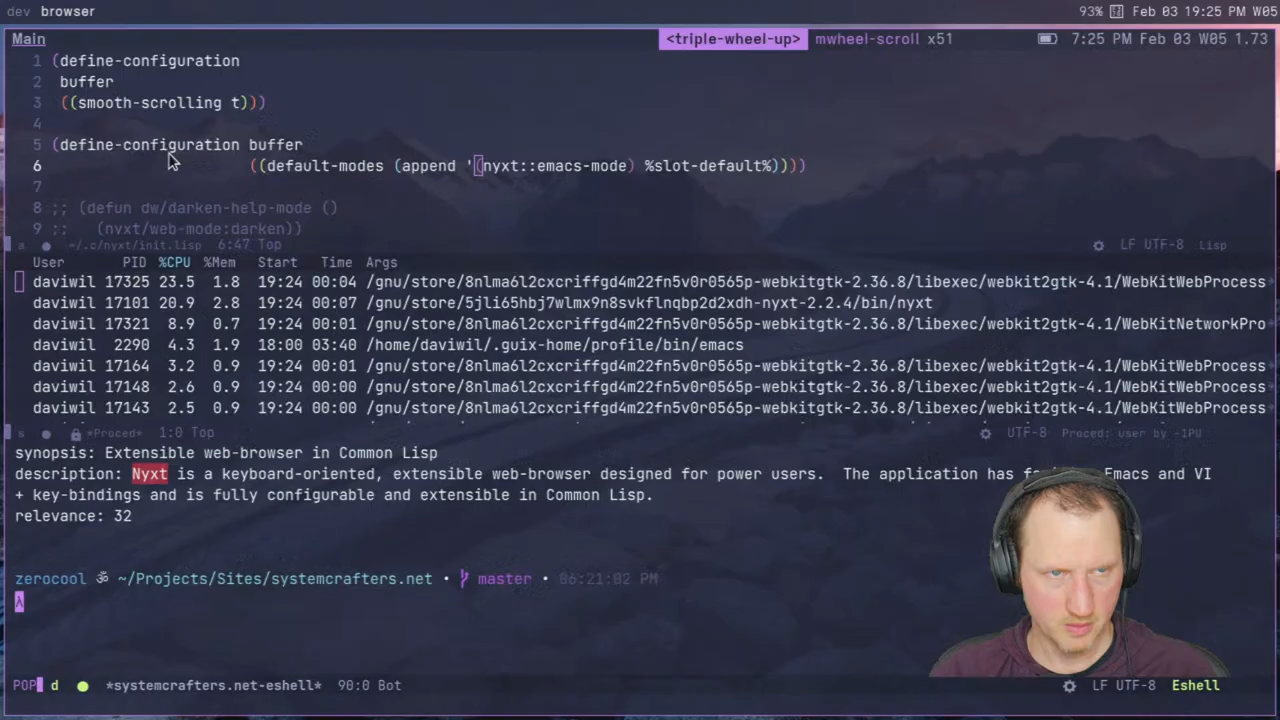 dev browser 93% Feb 03 19:25 PM W05
Main <triple-wheel-up> mwheel-scroll x51 7:25 PM Feb 03 W05 1.73
1 (define-configuration
2 buffer
3 ((smooth-scrolling t)))
4
5 (define-configuration buffer
6 ((default-modes (append '(nyxt::emacs-mode) %slot-default%))))
7
8 ;; (defun dw/darken-help-mode ()
9 ;; (nyxt/web-mode:darken))
a ● ~/.c/nyxt/init.lisp 6:47 Top LF UTF-8 Lisp
User PID %CPU %Mem Start Time Args
daviwil 17325 23.5 1.8 19:24 00:04 /gnu/store/8nlma6l2cxcriffgd4m22fn5v0r0565p-webkitgtk-2.36.8/libexec/webkit2gtk-4.1/WebKitWebProcess
daviwil 17101 20.9 2.8 19:24 00:07 /gnu/store/5jli65hbj7wlmx9n8svkflnqbp2d2xdh-nyxt-2.2.4/bin/nyxt
daviwil 17321 8.9 0.7 19:24 00:01 /gnu/store/8nlma6l2cxcriffgd4m22fn5v0r0565p-webkitgtk-2.36.8/libexec/webkit2gtk-4.1/WebKitNetworkPro
daviwil 2290 4.3 1.9 18:00 03:40 /home/daviwil/.guix-home/profile/bin/emacs
daviwil 17164 3.2 0.9 19:24 00:01 /gnu/store/8nlma6l2cxcriffgd4m22fn5v0r0565p-webkitgtk-2.36.8/libexec/webkit2gtk-4.1/WebKitWebProcess
daviwil 17148 2.6 0.9 19:24 00:00 /gnu/store/8nlma6l2cxcriffgd4m22fn5v0r0565p-webkitgtk-2.36.8/libexec/webkit2gtk-4.1/WebKitWebProcess
daviwil 17143 2.5 0.9 19:24 00:00 /gnu/store/8nlma6l2cxcriffgd4m22fn5v0r0565p-webkitgtk-2.36.8/libexec/webkit2gtk-4.1/WebKitWebProcess
s ● *Proced* 1:0 Top UTF-8 Proced: user by -IPU
synopsis: Extensible web-browser in Common Lisp
description: Nyxt is a keyboard-oriented, extensible web-browser designed for power users. The application has Emacs and VI
+ key-bindings and is fully configurable and extensible in Common Lisp.
relevance: 32
zerocool ॐ ~/Projects/Sites/systemcrafters.net • master • 06:21:02 PM
λ
POP d ● *systemcrafters.net-eshell* 90:0 Bot LF UTF-8 Eshell